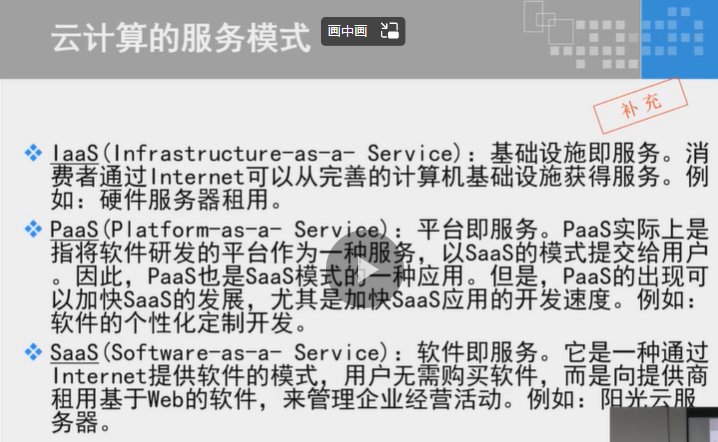 云计算的服务模式
画中画
补充
IaaS(Infrastructure-as-a- Service)：基础设施即服务。消
费者通过Internet可以从完善的计算机基础设施获得服务。例
如：硬件服务器租用。
PaaS(Platform-as-a- Service)：平台即服务。PaaS实际上是
指将软件研发的平台作为一种服务，以SaaS的模式提交给用户
。因此，PaaS也是SaaS模式的一种应用。但是，PaaS的出现可
以加快SaaS的发展，尤其是加快SaaS应用的开发速度。例如：
软件的个性化定制开发。
SaaS(Software-as-a- Service)：软件即服务。它是一种通过
Internet提供软件的模式，用户无需购买软件，而是向提供商
租用基于Web的软件，来管理企业经营活动。例如：阳光云服
务器。